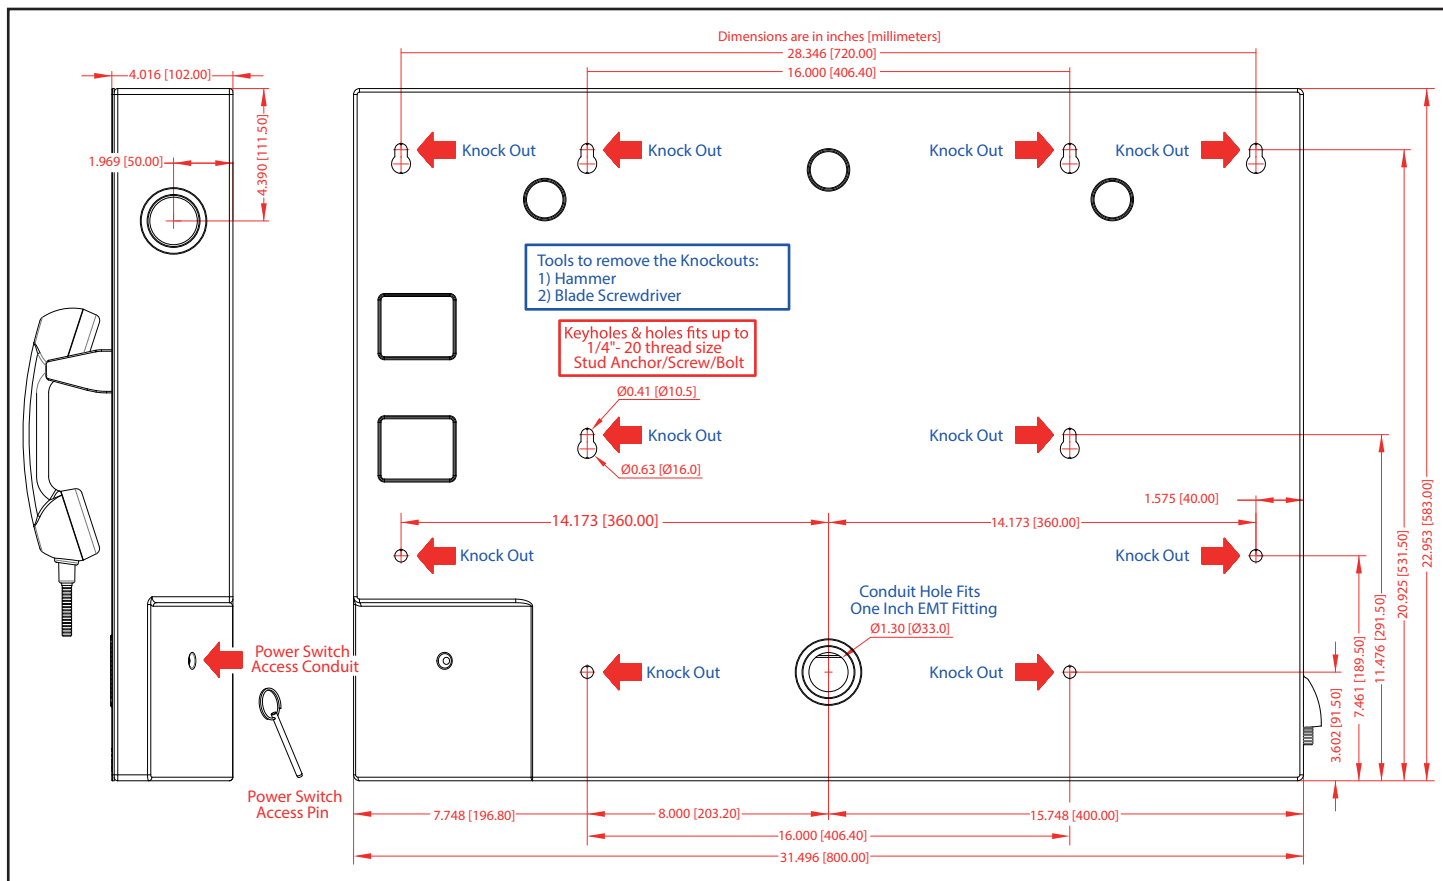 Dimensions are in inches [millimeters]
28.346 [720.00]
4.016 [102.00]
16.000 [406.40]
1.969 [50.00]
4.390 [111.50]
Knock Out
Knock Out
Knock Out
Knock Out
Tools to remove the Knockouts:
1) Hammer
2) Blade Screwdriver
Keyholes & holes fits up to
1/4"- 20 thread size
Stud Anchor/Screw/Bolt
Ø0.41 [Ø10.5]
Knock Out
Knock Out
Ø0.63 [Ø16.0]
1.575 [40.00]
14.173 [360.00]
14.173 [360.00]
Knock Out
Knock Out
Conduit Hole Fits
One Inch EMT Fitting
Ø1.30 [Ø33.0]
Power Switch
Access Conduit
Knock Out
Knock Out
3.602 [91.50]
7.461 [189.50]
11.476 [291.50]
20.925 [531.50]
22.953 [583.00]
Power Switch
Access Pin
7.748 [196.80]
8.000 [203.20]
15.748 [400.00]
16.000 [406.40]
31.496 [800.00]